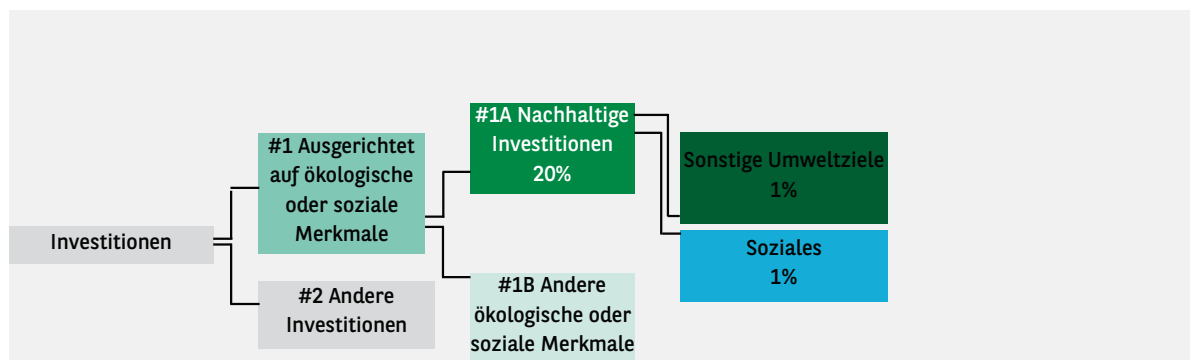 Investitionen
#1 Ausgerichtet
auf ökologische
oder soziale
Merkmale
#2 Andere
Investitionen
#1A Nachhaltige
Investitionen
20%
#1B Andere
ökologische oder
soziale Merkmale
Sonstige Umweltziele
1%
Soziales
1%